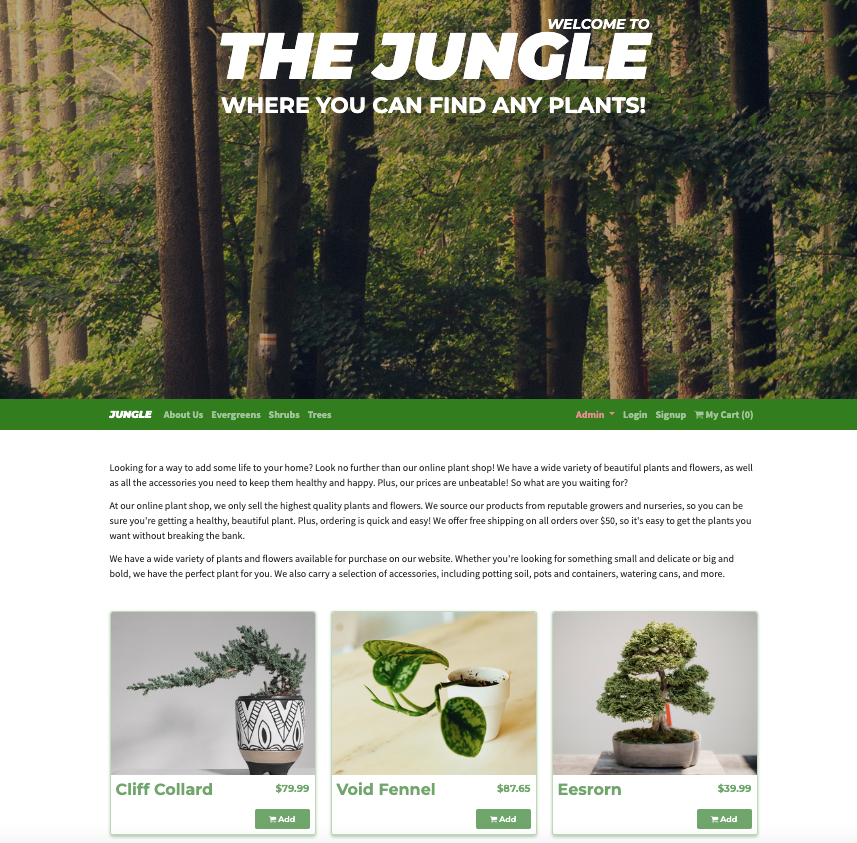 WELCOME TO
THE JUNGLE
WHERE YOU CAN FIND ANY PLANTS!
JUNGLE About Us Evergreens Shrubs Trees Admin Login Signup My Cart (0)
Looking for a way to add some life to your home? Look no further than our online plant shop! We have a wide variety of beautiful plants and flowers, as well
as all the accessories you need to keep them healthy and happy. Plus, our prices are unbeatable! So what are you waiting for?
At our online plant shop, we only sell the highest quality plants and flowers. We source our products from reputable growers and nurseries, so you can be
sure you're getting a healthy, beautiful plant. Plus, ordering is quick and easy! We offer free shipping on all orders over $50, so it's easy to get the plants you
want without breaking the bank.
We have a wide variety of plants and flowers available for purchase on our website. Whether you're looking for something small and delicate or big and
bold, we have the perfect plant for you. We also carry a selection of accessories, including potting soil, pots and containers, watering cans, and more.
Cliff Collard $79.99
Add
Void Fennel $87.65
Add
Eesrorn $39.99
Add